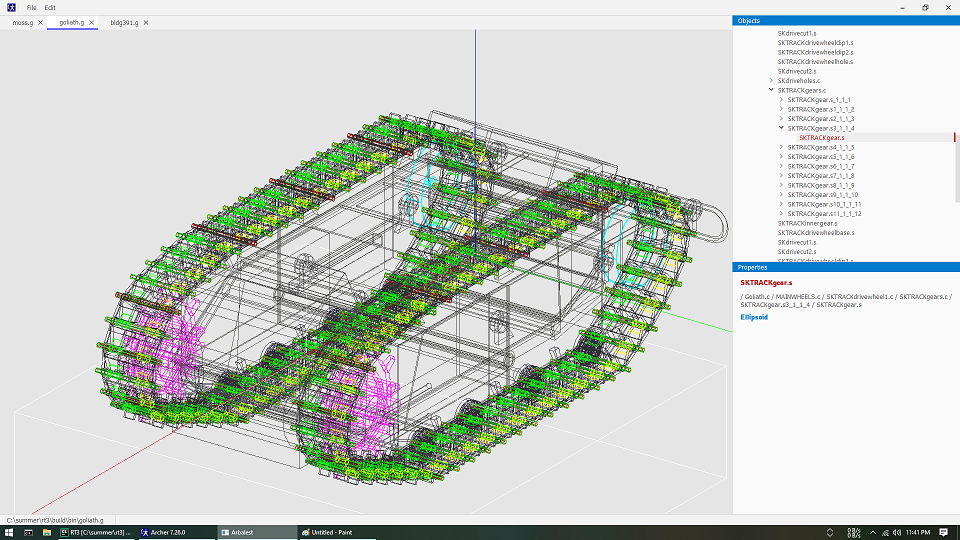 File Edit
moss.g goliath.g bldg391.g
Objects
SKdrivecut1.s
SKTRACKdrivewheeldip1.s
SKTRACKdrivewheeldip2.s
SKTRACKdrivewheelhole.s
SKdrivecut2.s
SKdriveholes.c
SKTRACKgears.c
SKTRACKgear.s_1_1_1
SKTRACKgear.s1_1_1_2
SKTRACKgear.s2_1_1_3
SKTRACKgear.s3_1_1_4
SKTRACKgear.s
SKTRACKgear.s4_1_1_5
SKTRACKgear.s5_1_1_6
SKTRACKgear.s6_1_1_7
SKTRACKgear.s7_1_1_8
SKTRACKgear.s8_1_1_9
SKTRACKgear.s9_1_1_10
SKTRACKgear.s10_1_1_11
SKTRACKgear.s11_1_1_12
SKTRACKinnergear.s
SKTRACKdrivewheelbase.s
SKdrivecut1.s
SKdrivecut2.s
SKTRACKdrivewheeldip1.s
Properties
SKTRACKgear.s
/ Goliath.c / MAINWHEELS.c / SKTRACKdrivewheel1.c / SKTRACKgears.c /
SKTRACKgear.s3_1_1_4 / SKTRACKgear.s
Ellipsoid
C:\summer\rt3\build\bin\goliath.g
RT3 [C:\summer\rt3] ... Archer 7.26.0 Arbalest Untitled - Paint 11:41 PM